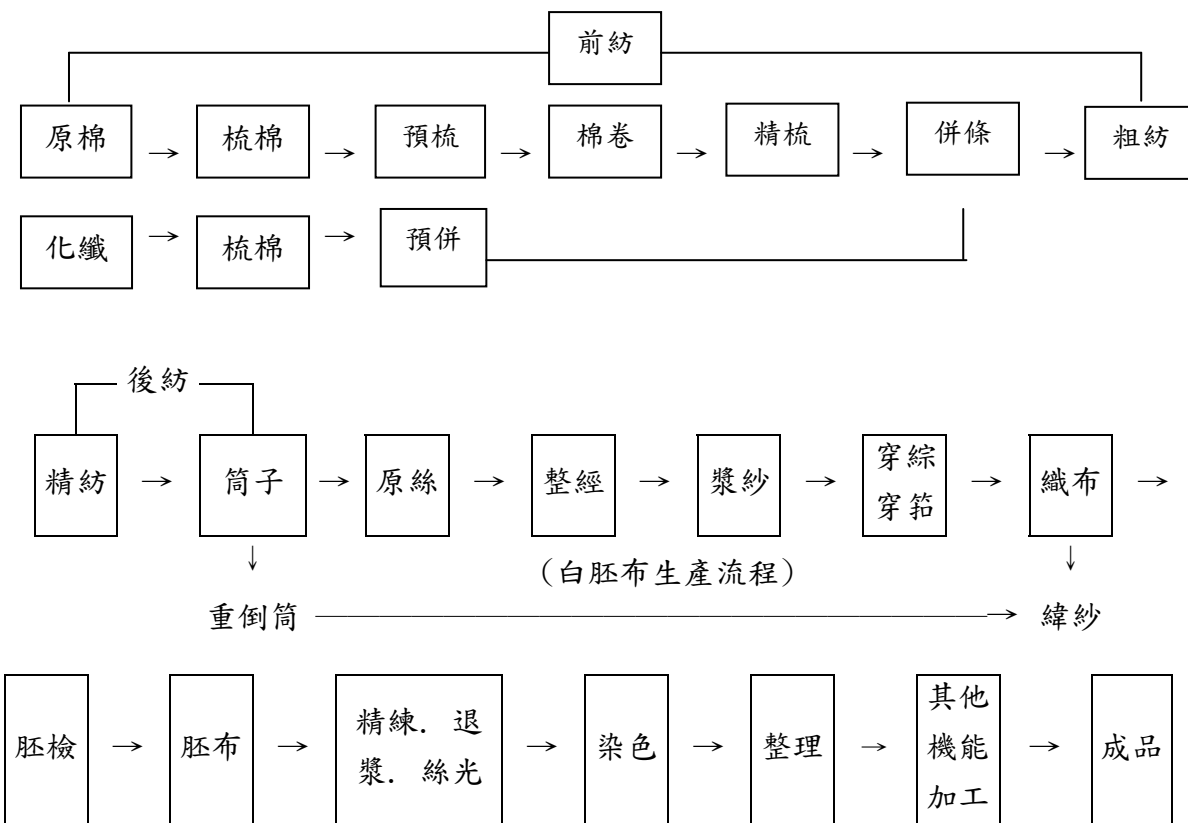 前紡
原棉 → 梳棉 → 預梳 → 棉卷 → 精梳 → 併條 → 粗紡
化纖 → 梳棉 → 預併
後紡
精紡 → 筒子 → 原絲 → 整經 → 漿紗 → 穿綜 → 織布 →
穿筘
↓ ↓
(白胚布生產流程)
重倒筒 → 緯紗
胚檢 → 胚布 → 精練. 退 → 染色 → 整理 → 其他 → 成品
漿. 絲光 機能
加工